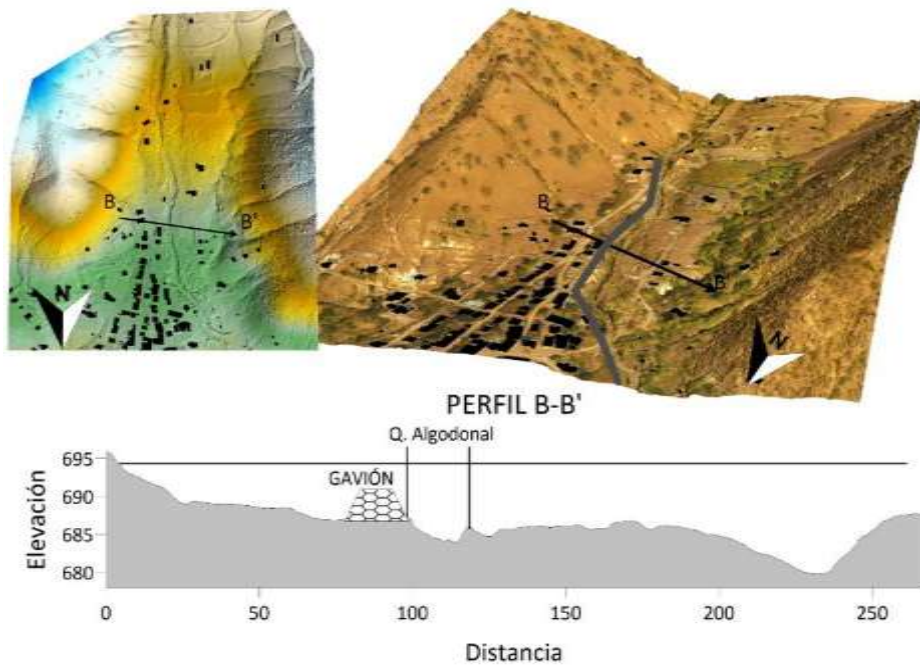 B
B'
N
B
B'
N
PERFIL B-B'
Q. Algodonal
GAVIÓN
Elevación
695
690
685
680
0
50
100
150
200
250
Distancia